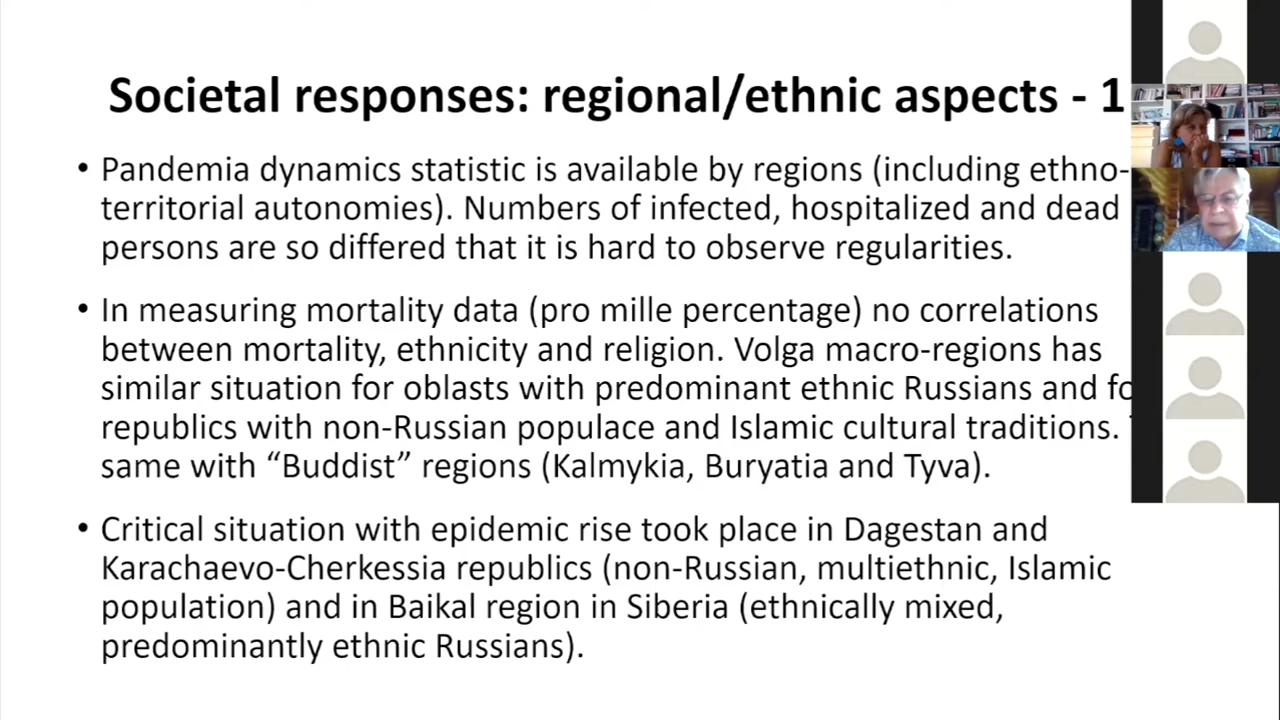 Societal responses: regional/ethnic aspects - 1
• Pandemia dynamics statistic is available by regions (including ethno-
territorial autonomies). Numbers of infected, hospitalized and dead
persons are so differed that it is hard to observe regularities.
• In measuring mortality data (pro mille percentage) no correlations
between mortality, ethnicity and religion. Volga macro-regions has
similar situation for oblasts with predominant ethnic Russians and fo
republics with non-Russian populace and Islamic cultural traditions.
same with “Buddist” regions (Kalmykia, Buryatia and Tyva).
• Critical situation with epidemic rise took place in Dagestan and
Karachaevo-Cherkessia republics (non-Russian, multiethnic, Islamic
population) and in Baikal region in Siberia (ethnically mixed,
predominantly ethnic Russians).